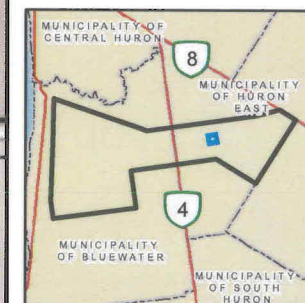 MUNICIPALITY OF
CENTRAL HURON
8
MUNICIPALITY
OF HURON
EAST
4
MUNICIPALITY
OF BLUEWATER
MUNICIPALITY
OF SOUTH
HURON